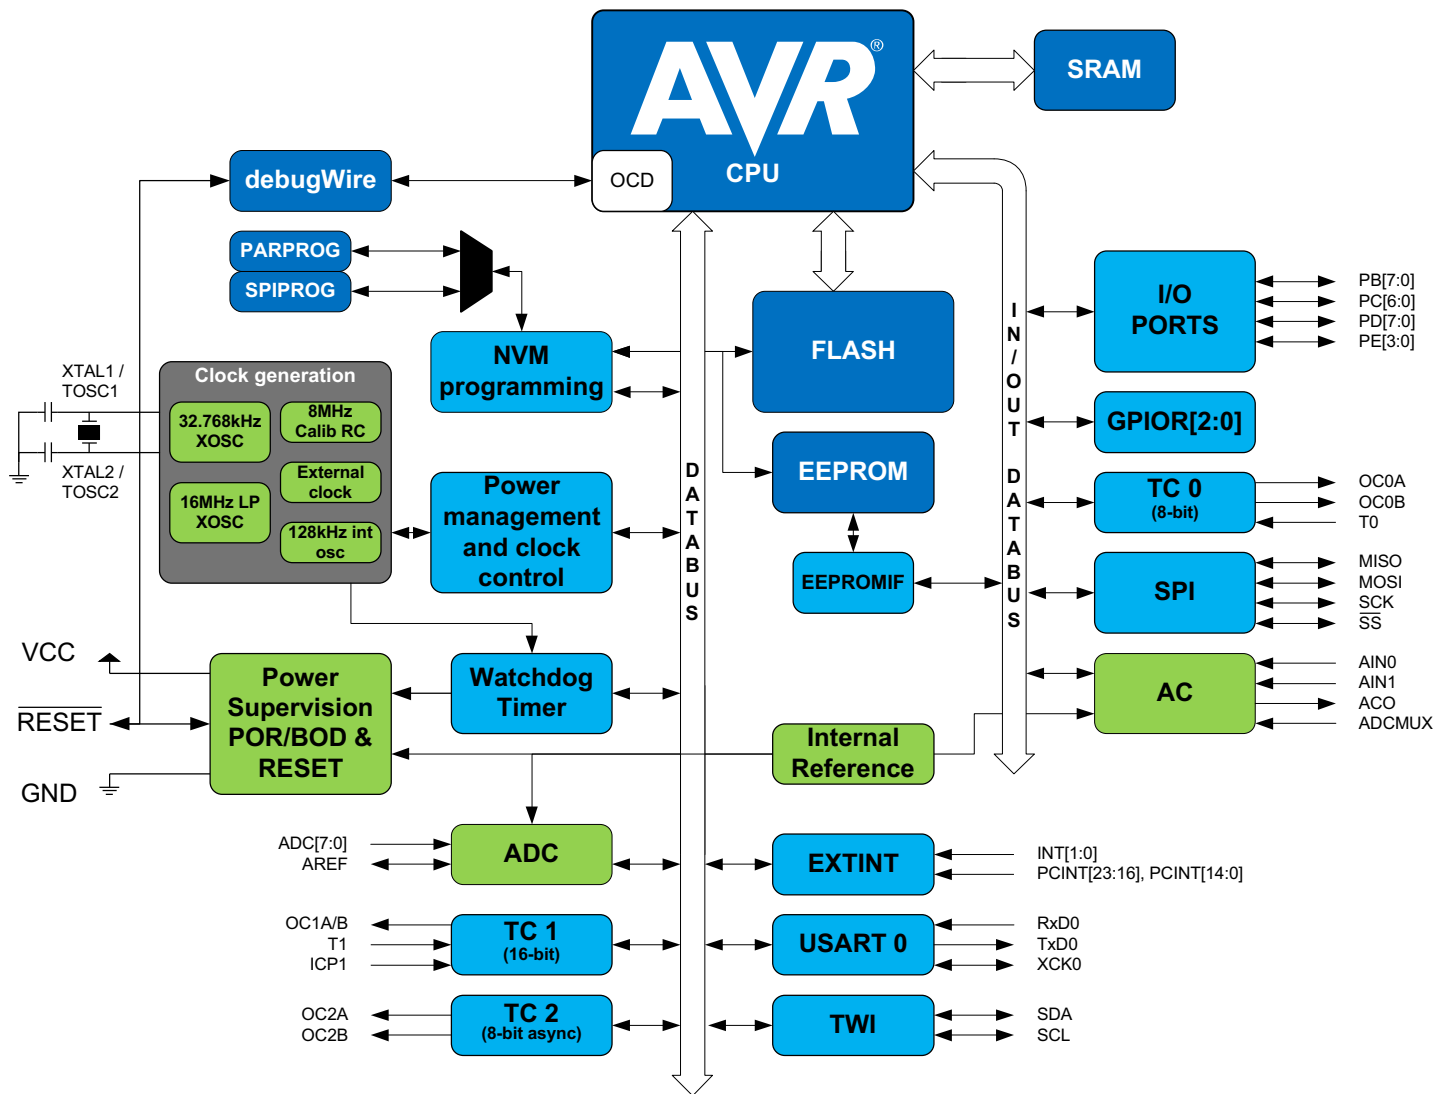 AVR®
CPU
OCD
SRAM
debugWire
PARPROG
SPIPROG
NVM
programming
FLASH
I/O
PORTS
PB[7:0]
PC[6:0]
PD[7:0]
PE[3:0]
IN/OUT DATABUS
GPIOR[2:0]
XTAL1 /
TOSC1
XTAL2 /
TOSC2
Clock generation
32.768kHz
XOSC
8MHz
Calib RC
External
clock
16MHz LP
XOSC
128kHz int
osc
Power
management
and clock
control
DATABUS
EEPROM
EEPROMIF
TC 0
(8-bit)
OC0A
OC0B
T0
SPI
MISO
MOSI
SCK
SS
VCC
RESET
GND
Power
Supervision
POR/BOD &
RESET
Watchdog
Timer
Internal
Reference
AC
AIN0
AIN1
ACO
ADCMUX
ADC[7:0]
AREF
ADC
EXTINT
INT[1:0]
PCINT[23:16], PCINT[14:0]
OC1A/B
T1
ICP1
TC 1
(16-bit)
USART 0
RxD0
TxD0
XCK0
OC2A
OC2B
TC 2
(8-bit async)
TWI
SDA
SCL